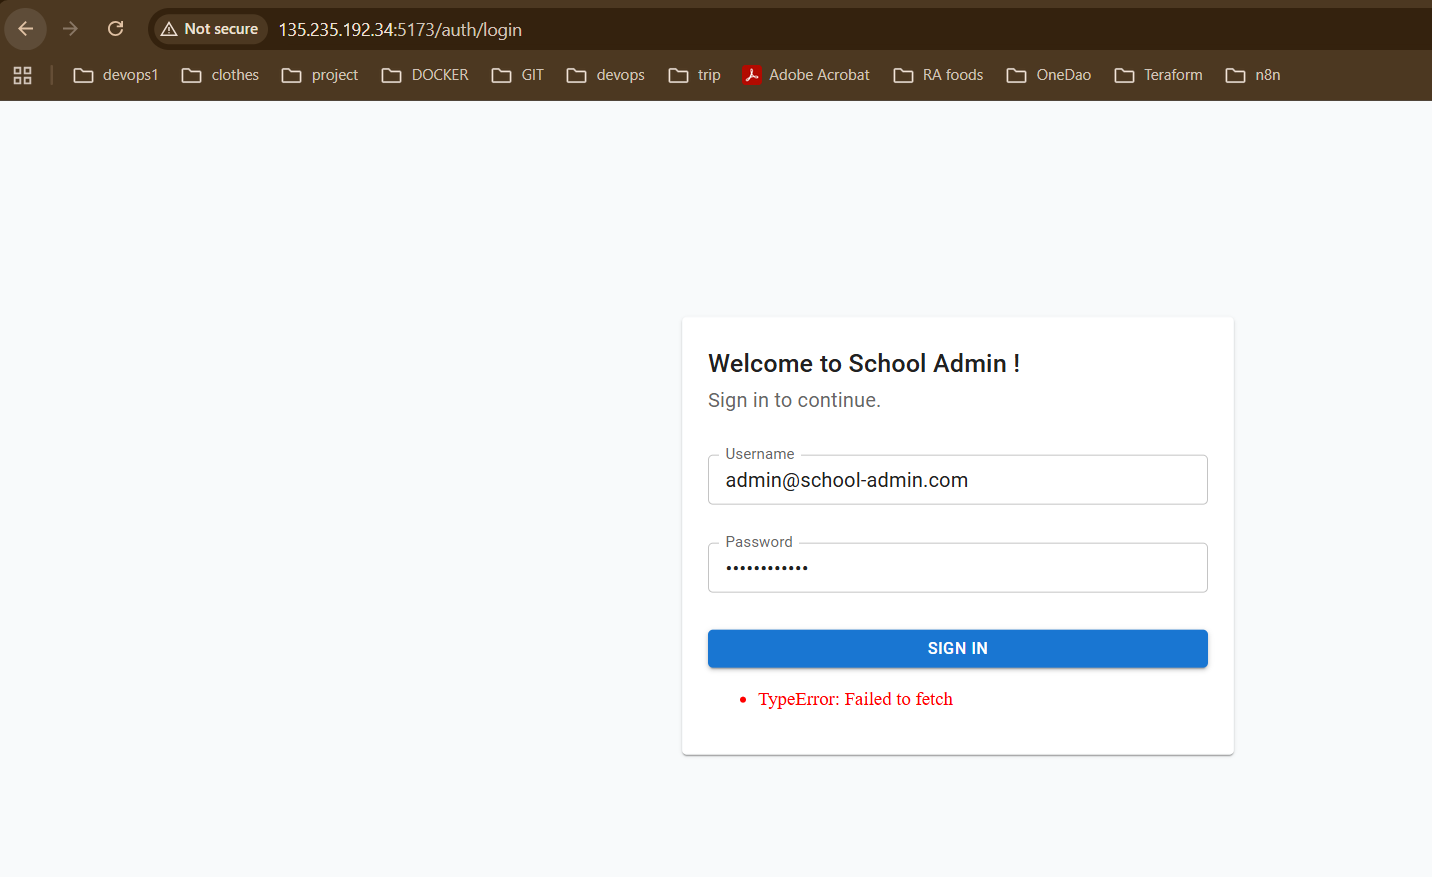 Not secure 135.235.192.34:5173/auth/login
devops1 clothes project DOCKER GIT devops trip Adobe Acrobat RA foods OneDao Teraform n8n
Welcome to School Admin !
Sign in to continue.
Username
admin@school-admin.com
Password
••••••••••••
SIGN IN
• TypeError: Failed to fetch